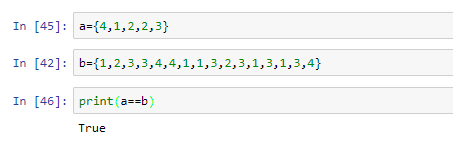 In [45]: a={4,1,2,2,3}
In [42]: b={1,2,3,3,4,4,1,1,3,2,3,1,3,1,3,4}
In [46]: print(a==b)
True